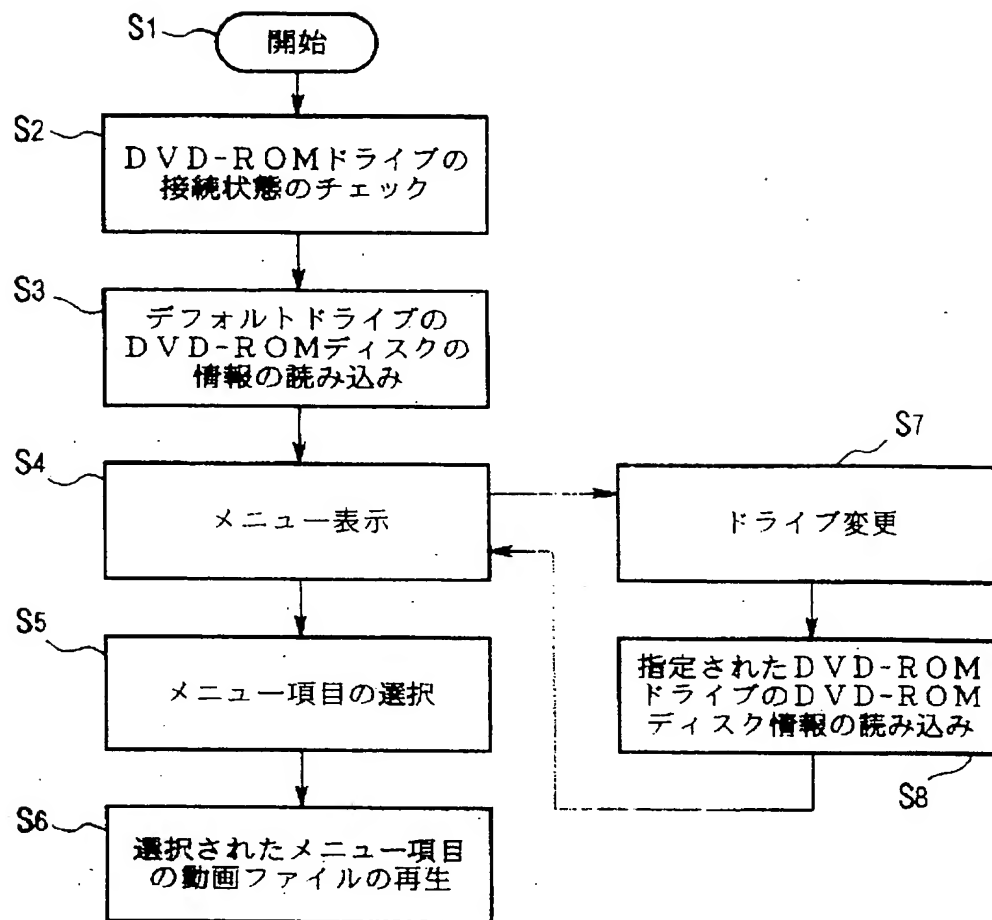 S1
開始
S2
DVD-ROMドライブの
接続状態のチェック
S3
デフォルトドライブの
DVD-ROMディスクの
情報の読み込み
S4
メニュー表示
S7
ドライブ変更
S5
メニュー項目の選択
指定されたDVD-ROM
ドライブのDVD-ROM
ディスク情報の読み込み
S8
S6
選択されたメニュー項目
の動画ファイルの再生